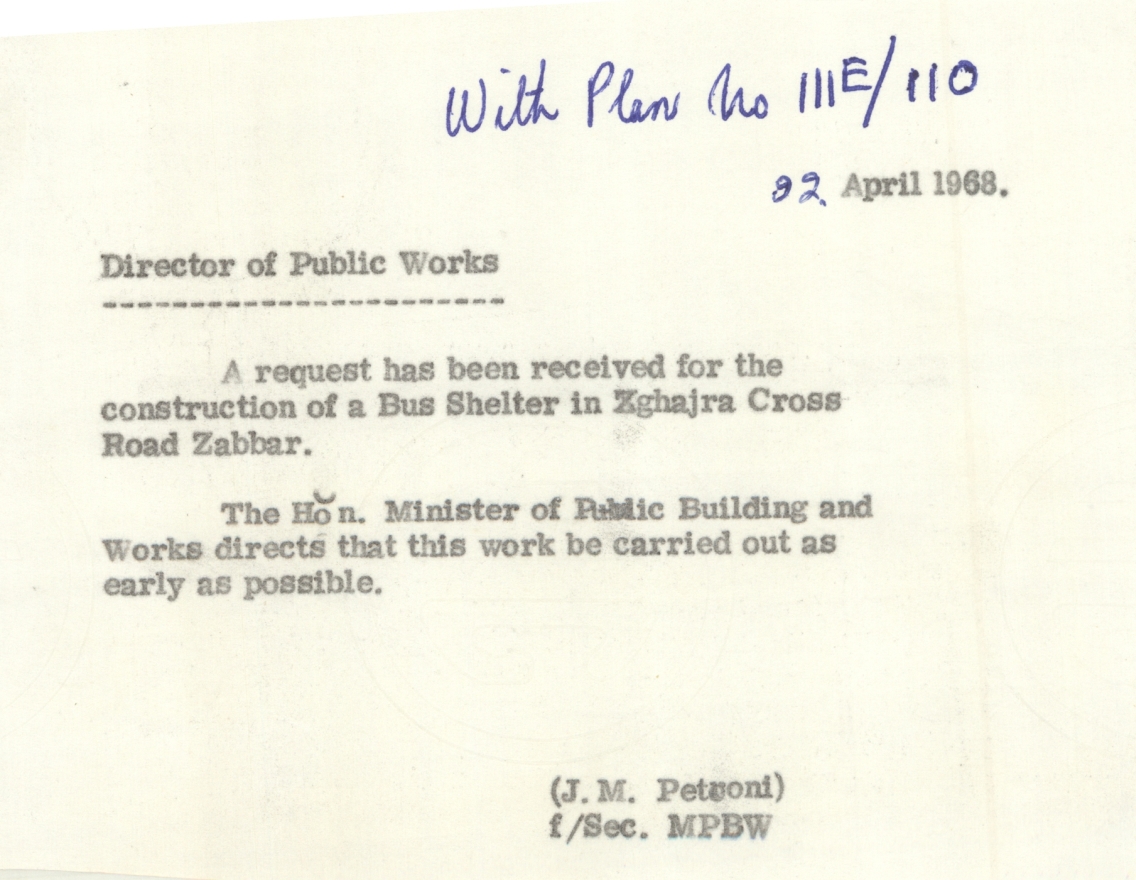 With Plan No IIIE/110
22. April 1968.
Director of Public Works
-----------------------
A request has been received for the
construction of a Bus Shelter in Xghajra Cross
Road Zabbar.
The Hon. Minister of Public Building and
Works directs that this work be carried out as
early as possible.
(J.M. Petroni)
f/Sec. MPBW